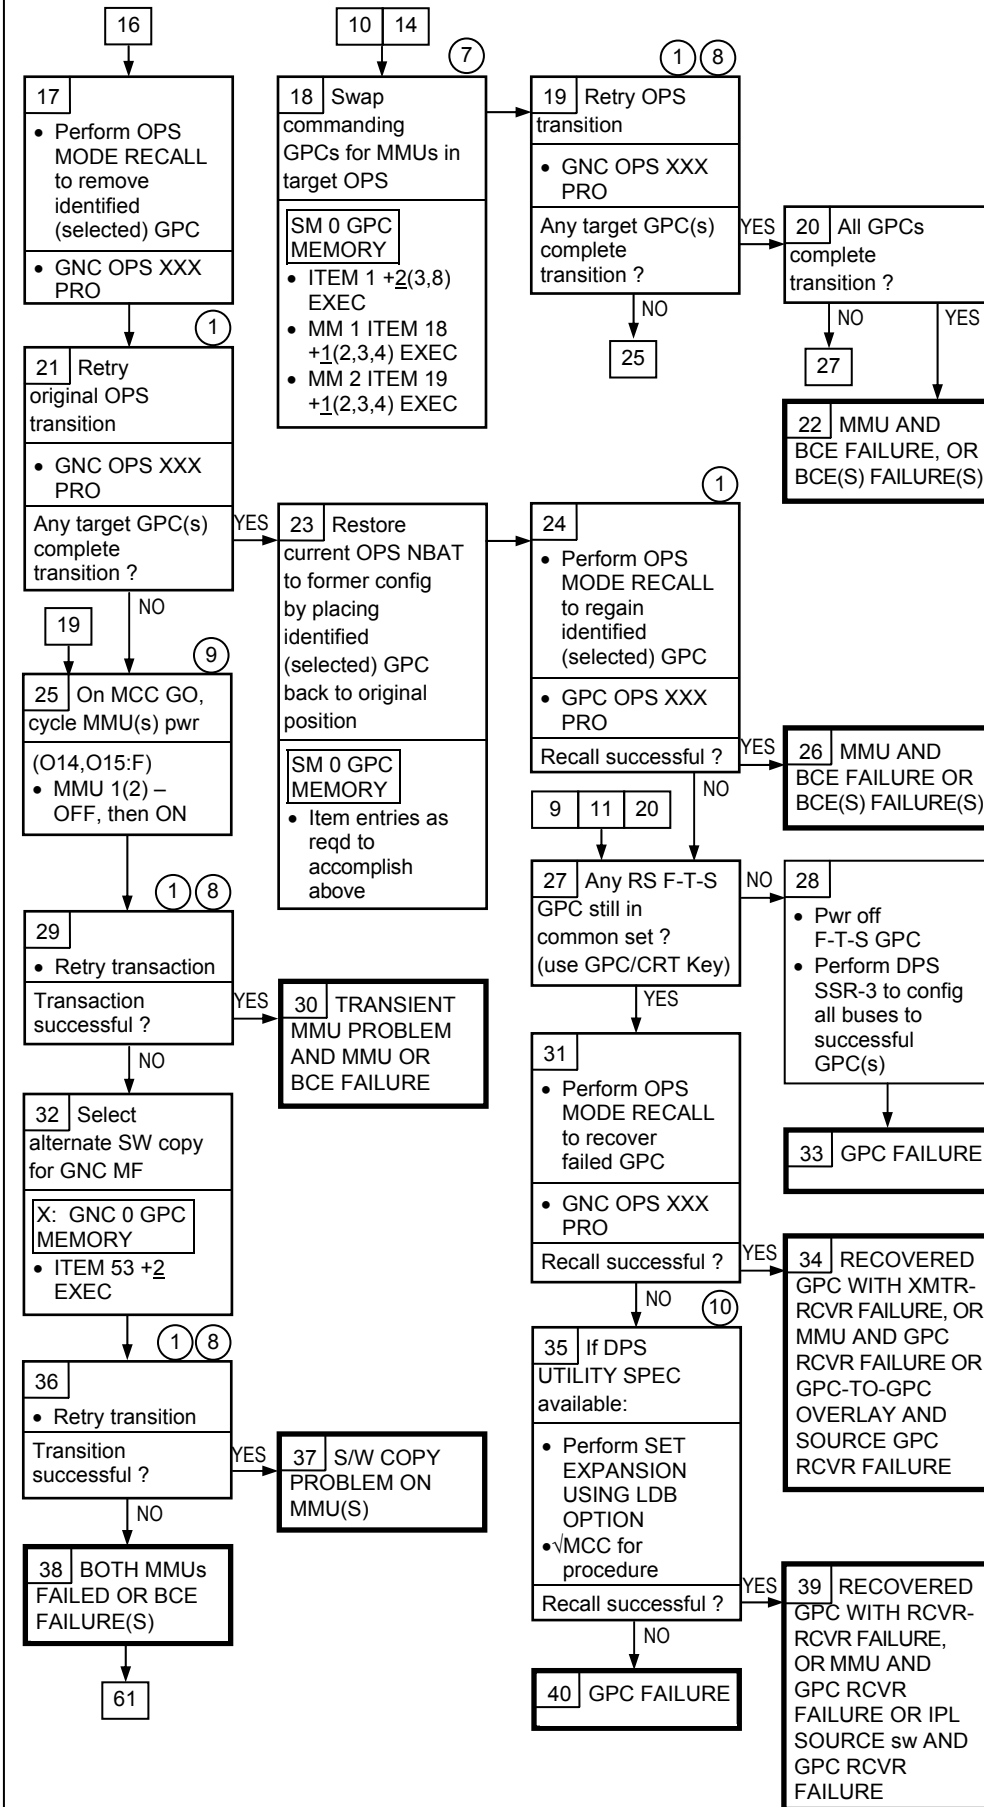 16
10 14
7
1 8
17
• Perform OPS
MODE RECALL
to remove
identified
(selected) GPC
• GNC OPS XXX
PRO
18 Swap
commanding
GPCs for MMUs in
target OPS
SM 0 GPC
MEMORY
• ITEM 1 +2(3,8)
EXEC
• MM 1 ITEM 18
+1(2,3,4) EXEC
• MM 2 ITEM 19
+1(2,3,4) EXEC
19 Retry OPS
transition
• GNC OPS XXX
PRO
Any target GPC(s)
complete
transition ?
YES
NO
25
20 All GPCs
complete
transition ?
NO
YES
27
22 MMU AND
BCE FAILURE, OR
BCE(S) FAILURE(S)
1
21 Retry
original OPS
transition
• GNC OPS XXX
PRO
Any target GPC(s)
complete
transition ?
YES
NO
23 Restore
current OPS NBAT
to former config
by placing
identified
(selected) GPC
back to original
position
SM 0 GPC
MEMORY
• Item entries as
reqd to
accomplish
above
1
24
• Perform OPS
MODE RECALL
to regain
identified
(selected) GPC
• GPC OPS XXX
PRO
Recall successful ?
YES
NO
26 MMU AND
BCE FAILURE OR
BCE(S) FAILURE(S)
19
9
25 On MCC GO,
cycle MMU(s) pwr
(O14,O15:F)
• MMU 1(2) –
OFF, then ON
9 11 20
27 Any RS F-T-S
GPC still in
common set ?
(use GPC/CRT Key)
NO
YES
28
• Pwr off
F-T-S GPC
• Perform DPS
SSR-3 to config
all buses to
successful
GPC(s)
33 GPC FAILURE
1 8
29
• Retry transaction
Transaction
successful ?
YES
NO
30 TRANSIENT
MMU PROBLEM
AND MMU OR
BCE FAILURE
31
• Perform OPS
MODE RECALL
to recover
failed GPC
• GNC OPS XXX
PRO
Recall successful ?
YES
NO
34 RECOVERED
GPC WITH XMTR-
RCVR FAILURE, OR
MMU AND GPC
RCVR FAILURE OR
GPC-TO-GPC
OVERLAY AND
SOURCE GPC
RCVR FAILURE
32 Select
alternate SW copy
for GNC MF
X: GNC 0 GPC
MEMORY
• ITEM 53 +2
EXEC
1 8
36
• Retry transition
Transition
successful ?
YES
NO
37 S/W COPY
PROBLEM ON
MMU(S)
38 BOTH MMUs
FAILED OR BCE
FAILURE(S)
61
10
35 If DPS
UTILITY SPEC
available:
• Perform SET
EXPANSION
USING LDB
OPTION
•√MCC for
procedure
Recall successful ?
YES
NO
39 RECOVERED
GPC WITH RCVR-
RCVR FAILURE,
OR MMU AND
GPC RCVR
FAILURE OR IPL
SOURCE sw AND
GPC RCVR
FAILURE
40 GPC FAILURE